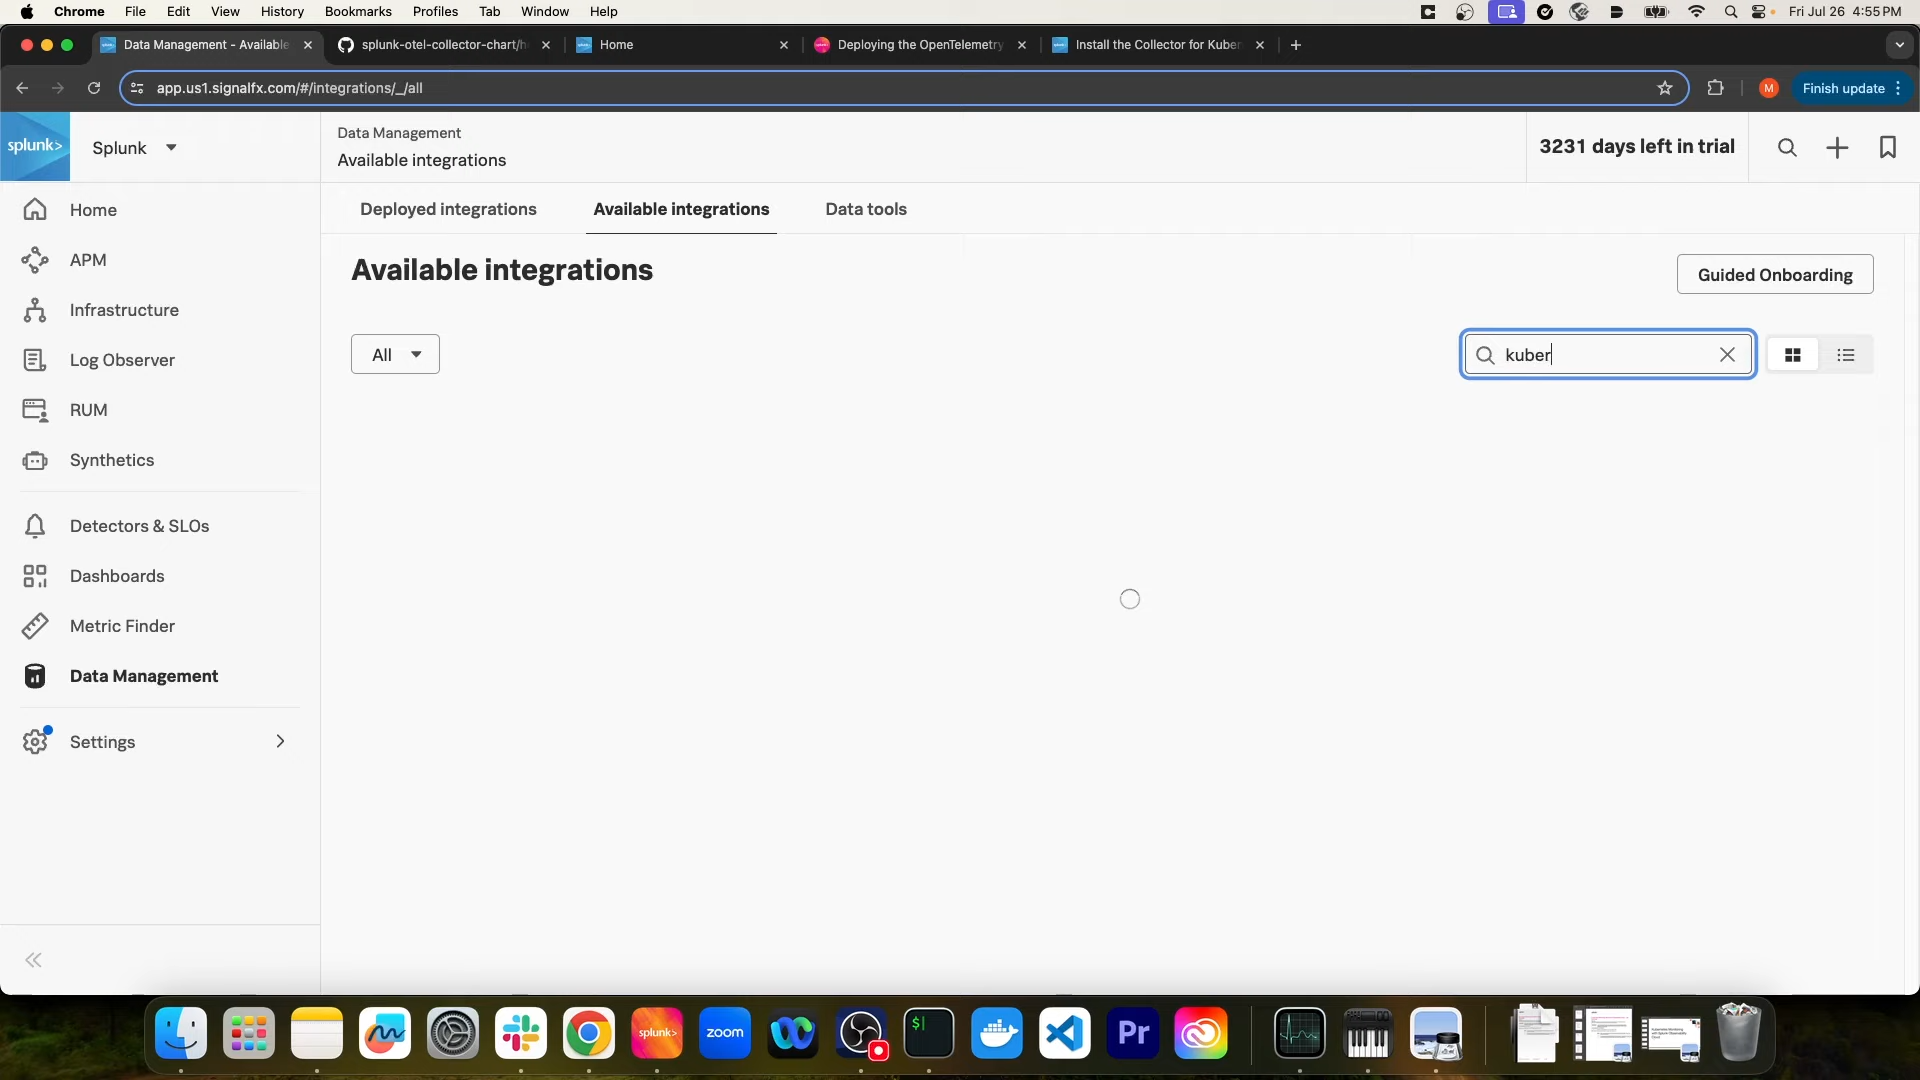 Chrome File Edit View History Bookmarks Profiles Tab Window Help Fri Jul 26 4:55 PM
Data Management - Available splunk-otel-collector-chart/h Home Deploying the OpenTelemetry Install the Collector for Kuber
app.us1.signalfx.com/#/integrations/_/all M Finish update
splunk> Splunk
Data Management
Available integrations
3231 days left in trial
Deployed integrations Available integrations Data tools
Available integrations
Guided Onboarding
All
kuber
Home
APM
Infrastructure
Log Observer
RUM
Synthetics
Detectors & SLOs
Dashboards
Metric Finder
Data Management
Settings
splunk> zoom $ Pr